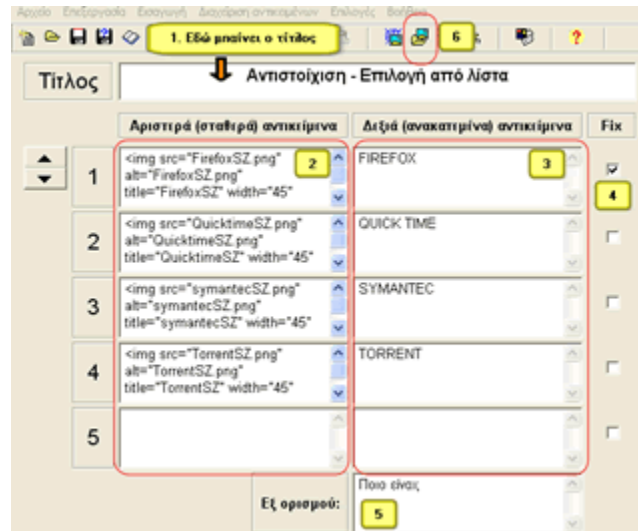 Αρχείο Επεξεργασία Εισαγωγή Διαχείριση αντικειμένων Επιλογές Βοήθεια
1. Εδώ μπαίνει ο τίτλος
6
?
Τίτλος
Αντιστοίχιση - Επιλογή από λίστα
Αριστερά (σταθερά) αντικείμενα
Δεξιά (ανακατεμένα) αντικείμενα
Fix
1
<img src="FirefoxSZ.png"
alt="FirefoxSZ.png"
title="FirefoxSZ" width="45"
2
FIREFOX
3
4
2
<img src="QuicktimeSZ.png"
alt="QuicktimeSZ.png"
title="QuicktimeSZ" width="45"
QUICK TIME
3
<img src="symantecSZ.png"
alt="symantecSZ.png"
title="symantecSZ" width="45"
SYMANTEC
4
<img src="TorrentSZ.png"
alt="TorrentSZ.png"
title="TorrentSZ" width="45"
TORRENT
5
Εξ ορισμού:
Ποιο είναι;
5